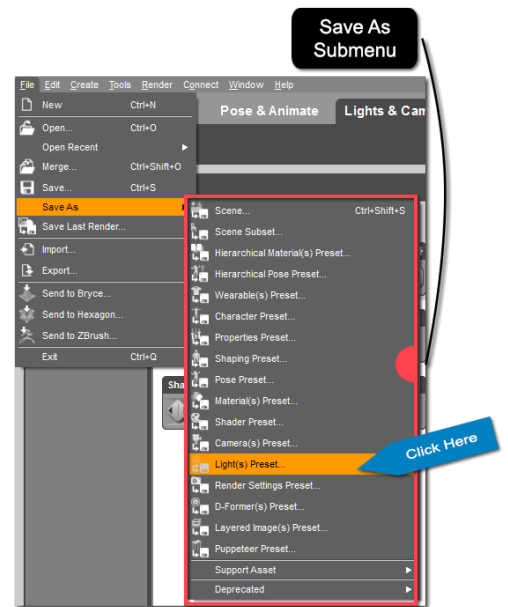 Save As
Submenu
File Edit Create Tools Render Connect Window Help
New Ctrl+N
Pose & Animate Lights & Cam
Open... Ctrl+O
Open Recent
Merge... Ctrl+Shift+O
Save... Ctrl+S
Save As
Save Last Render...
Import...
Export...
Send to Bryce...
Send to Hexagon...
Send to ZBrush...
Exit Ctrl+Q
Sha
Scene... Ctrl+Shift+S
Scene Subset...
Hierarchical Material(s) Preset...
Hierarchical Pose Preset...
Wearable(s) Preset...
Character Preset...
Properties Preset...
Shaping Preset...
Pose Preset...
Material(s) Preset...
Shader Preset...
Camera(s) Preset...
Light(s) Preset...
Click Here
Render Settings Preset...
D-Former(s) Preset...
Layered Image(s) Preset...
Puppeteer Preset...
Support Asset
Deprecated